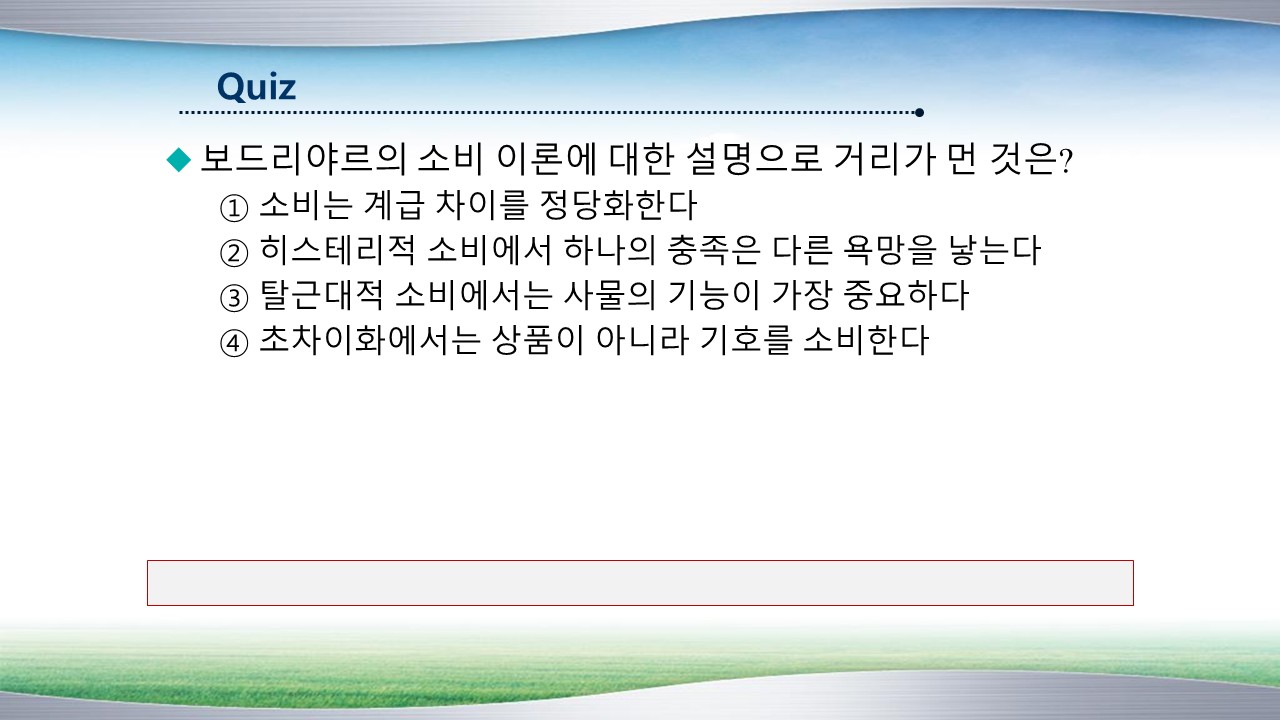 Quiz
보드리야르의 소비 이론에 대한 설명으로 거리가 먼 것은?
① 소비는 계급 차이를 정당화한다
② 히스테리적 소비에서 하나의 충족은 다른 욕망을 낳는다
③ 탈근대적 소비에서는 사물의 기능이 가장 중요하다
④ 초차이화에서는 상품이 아니라 기호를 소비한다